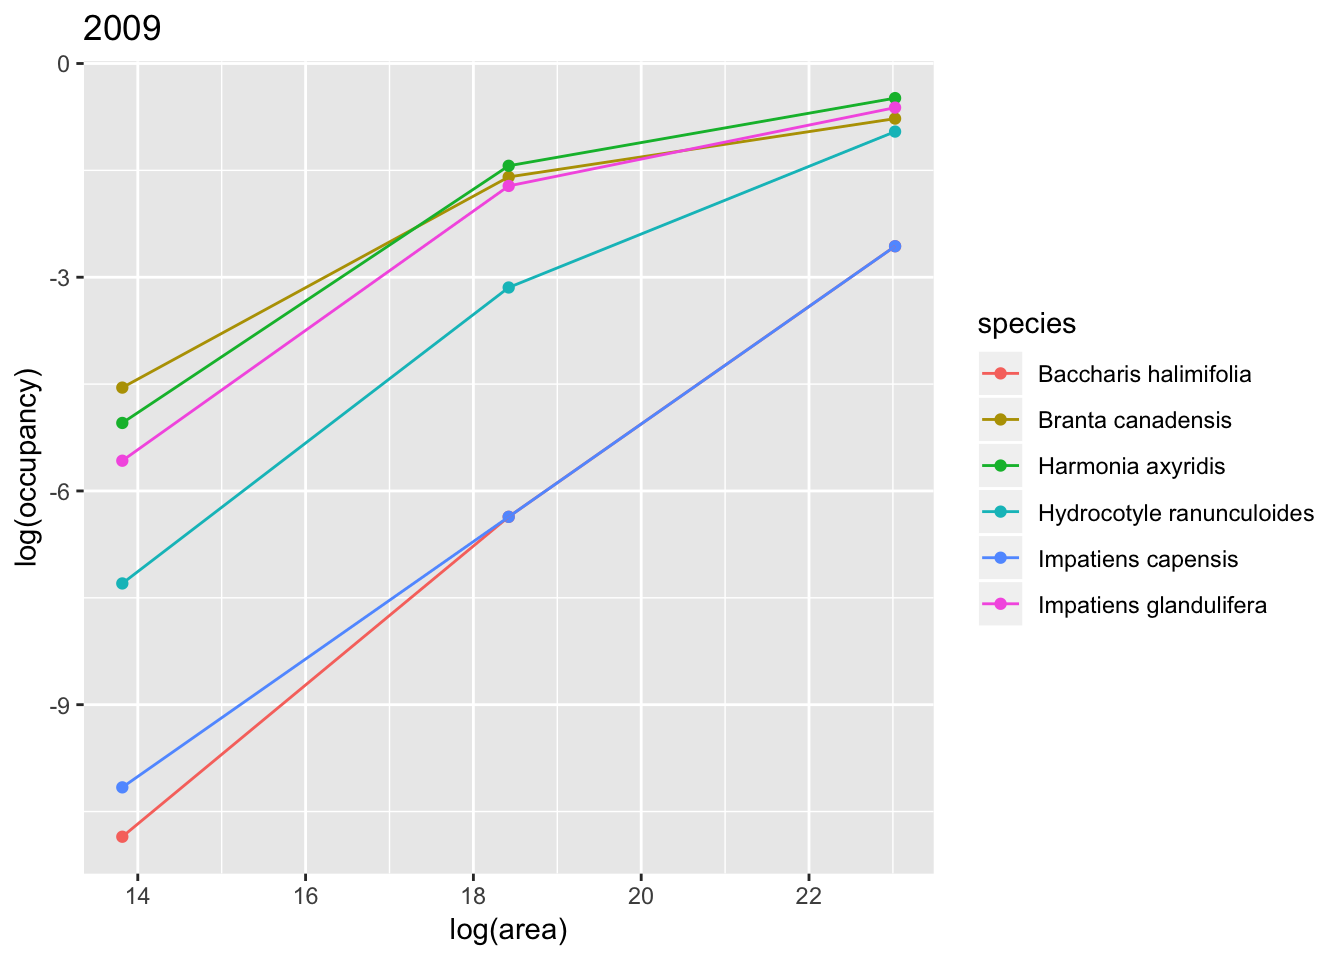 2009
0
-3
-6
-9
log(occupancy)
14 16 18 20 22
log(area)
species
Baccharis halimifolia
Branta canadensis
Harmonia axyridis
Hydrocotyle ranunculoides
Impatiens capensis
Impatiens glandulifera